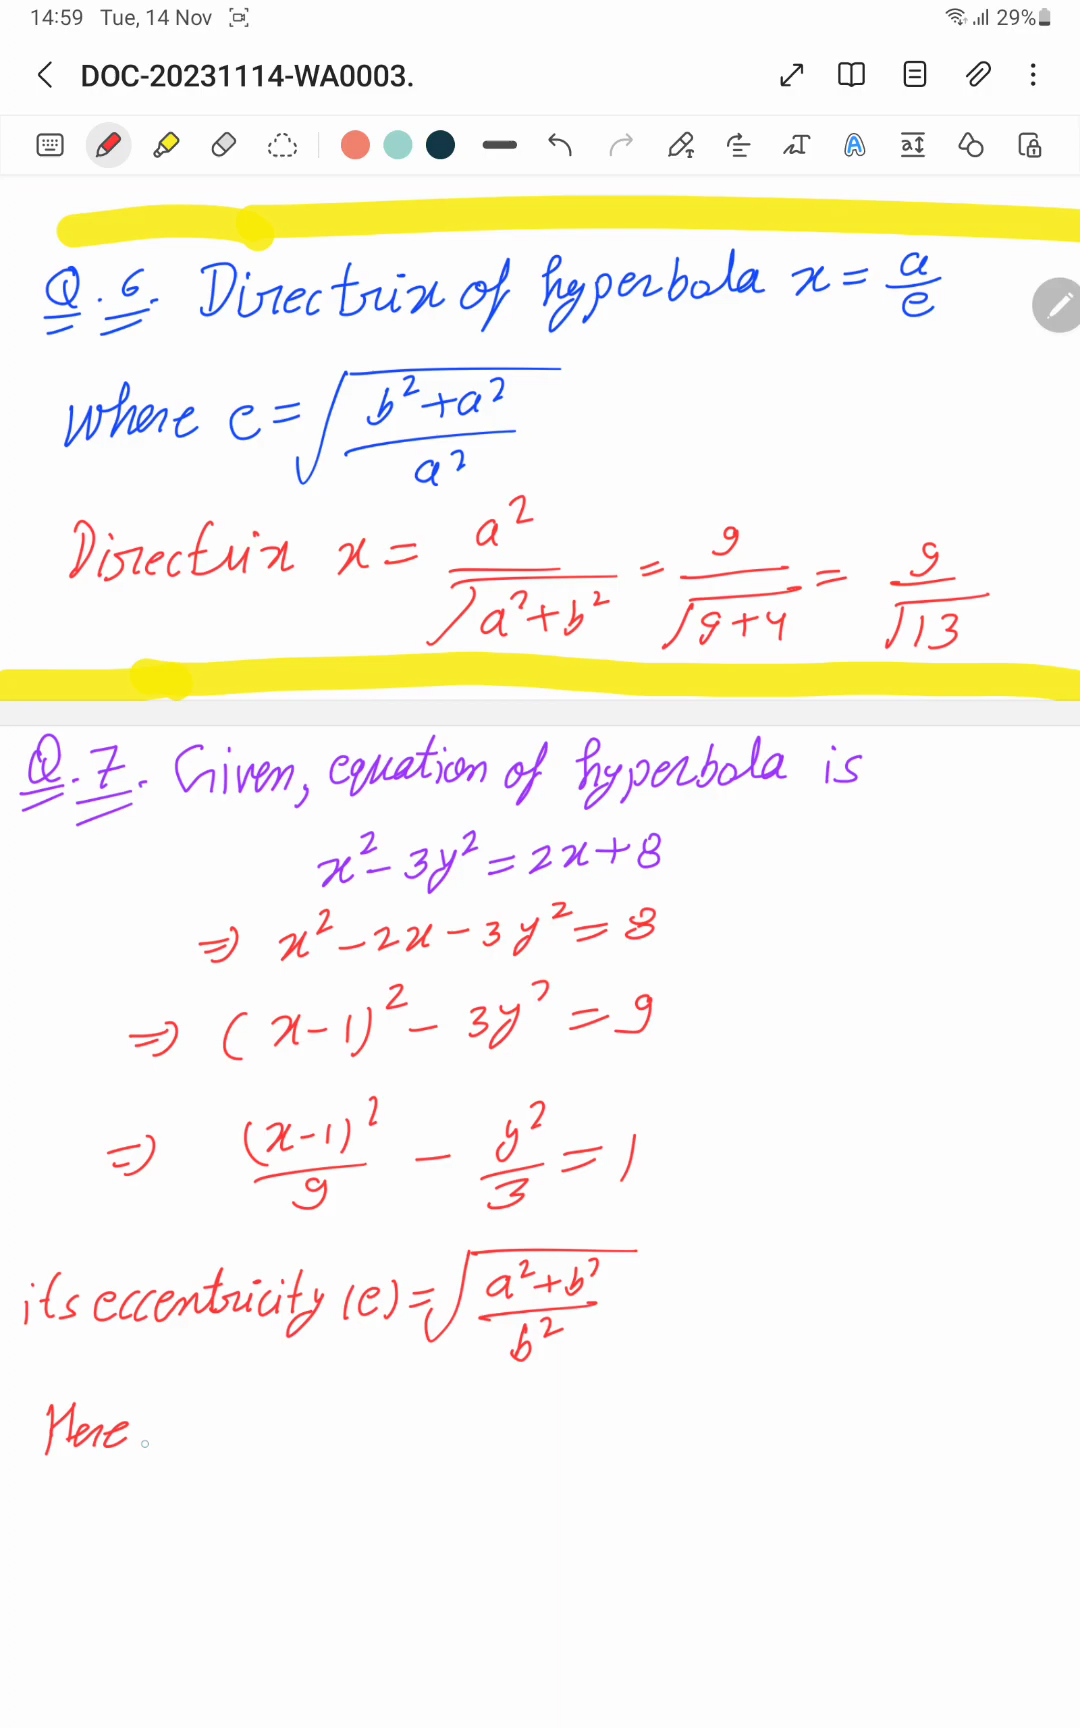 14:59 Tue, 14 Nov 29%
DOC-20231114-WA0003.
Q.6. Directrix of hyperbola x = a/e
where e = √(b²+a²/a²)
Directrix x = a²/√(a²+b²) = 9/√(9+4) = 9/√13
Q.7. Given, equation of hyperbola is
x² - 3y² = 2x + 8
⇒ x² - 2x - 3y² = 8
⇒ (x-1)² - 3y² = 9
⇒ (x-1)²/9 - y²/3 = 1
its eccentricity (e) = √(a²+b²/b²)
Here